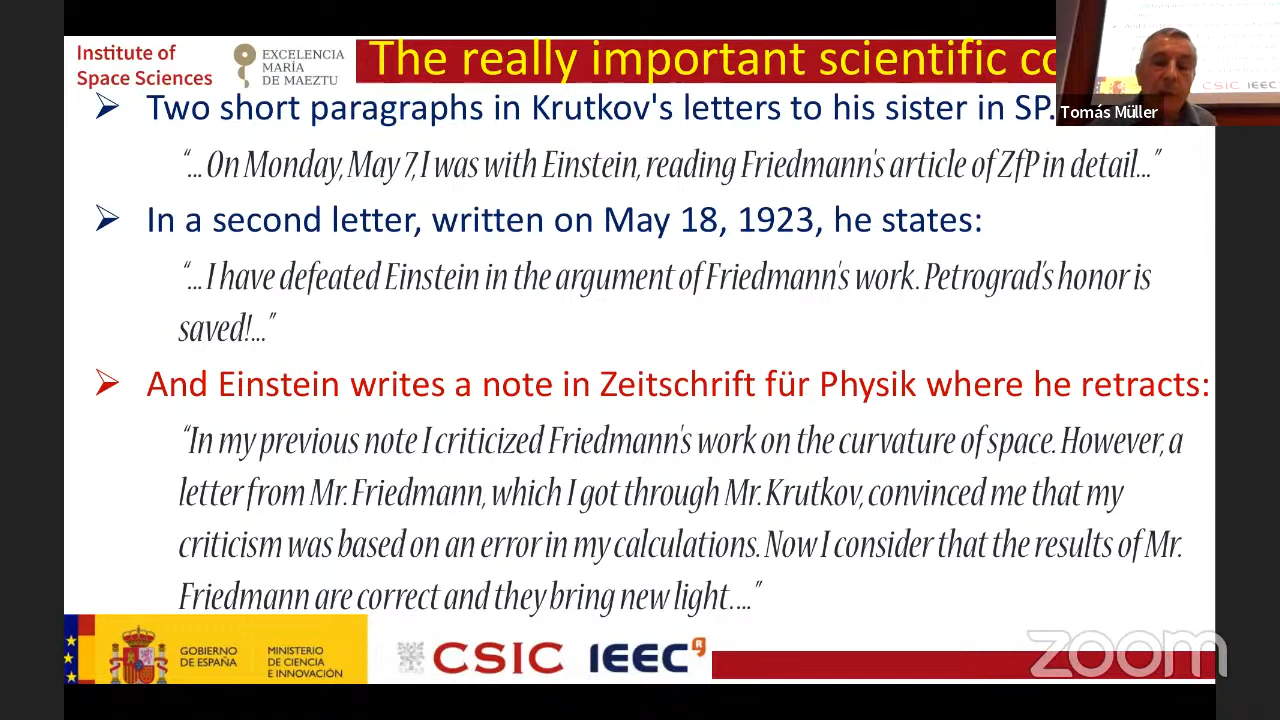 Institute of
Space Sciences
EXCELENCIA
MARÍA
DE MAEZTU
The really important scientific co
Tomás Müller
CSIC IEEC
➢ Two short paragraphs in Krutkov's letters to his sister in SP.
“... On Monday, May 7, I was with Einstein, reading Friedmann's article of ZfP in detail...”
➢ In a second letter, written on May 18, 1923, he states:
“... I have defeated Einstein in the argument of Friedmann's work. Petrograd's honor is
saved!...”
➢ And Einstein writes a note in Zeitschrift für Physik where he retracts:
“In my previous note I criticized Friedmann's work on the curvature of space. However, a
letter from Mr. Friedmann, which I got through Mr. Krutkov, convinced me that my
criticism was based on an error in my calculations. Now I consider that the results of Mr.
Friedmann are correct and they bring new light....”
GOBIERNO
DE ESPAÑA
MINISTERIO
DE CIENCIA
E INNOVACIÓN
CSIC IEEC R
zoom